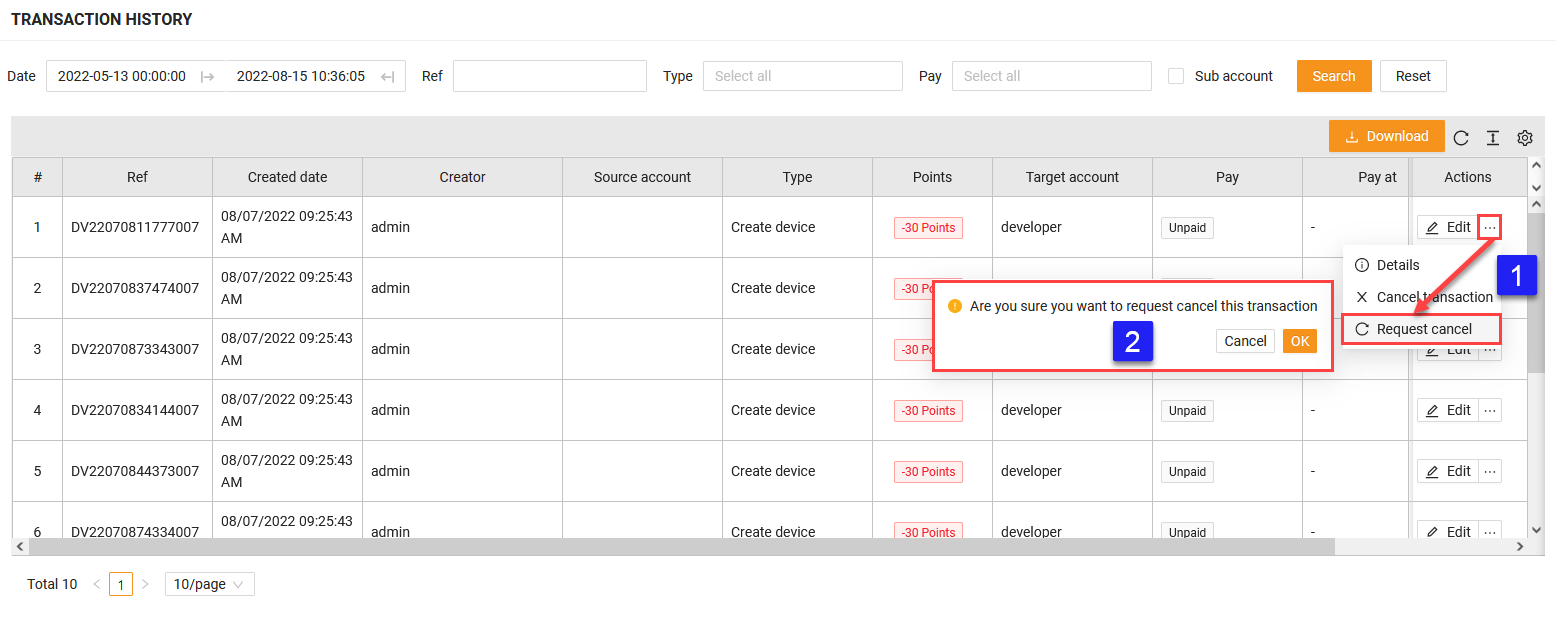 TRANSACTION HISTORY
Date 2022-05-13 00:00:00 2022-08-15 10:36:05 Ref Type Select all Pay Select all Sub account Search Reset
Download
# Ref Created date Creator Source account Type Points Target account Pay Pay at Actions
1 DV22070811777007 08/07/2022 09:25:43 AM admin Create device -30 Points developer Unpaid - Edit ...
Details
1
Cancel transaction
Request cancel
2 DV22070837474007 08/07/2022 09:25:43 AM admin Create device -30 Po
Are you sure you want to request cancel this transaction
2
Cancel OK
3 DV22070873343007 08/07/2022 09:25:43 AM admin Create device -30 Po Edit ...
4 DV22070834144007 08/07/2022 09:25:43 AM admin Create device -30 Points developer Unpaid - Edit ...
5 DV22070844373007 08/07/2022 09:25:43 AM admin Create device -30 Points developer Unpaid - Edit ...
6 DV22070874334007 08/07/2022 09:25:43 admin Create device -30 Points developer Unpaid - Edit ...
Total 10 < 1 > 10/page